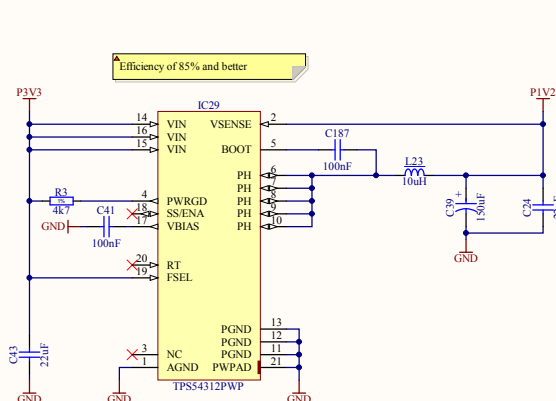 Efficiency of 85% and better
P3V3
P1V2
IC29
14 VIN VSENSE 2
16 VIN
15 VIN BOOT 5
C187
100nF
L23
10uH
PH 6
PH 7
R3
1%
4k7
4 PWRGD PH 8
18 SS/ENA PH 9
17 VBIAS PH 10
C41
100nF
GND
C39
+
150uF
C24
GND
20 RT
19 FSEL
C43
22uF
PGND 13
PGND 12
3 NC PGND 11
1 AGND PWPAD 21
TPS54312PWP
GND
GND
GND